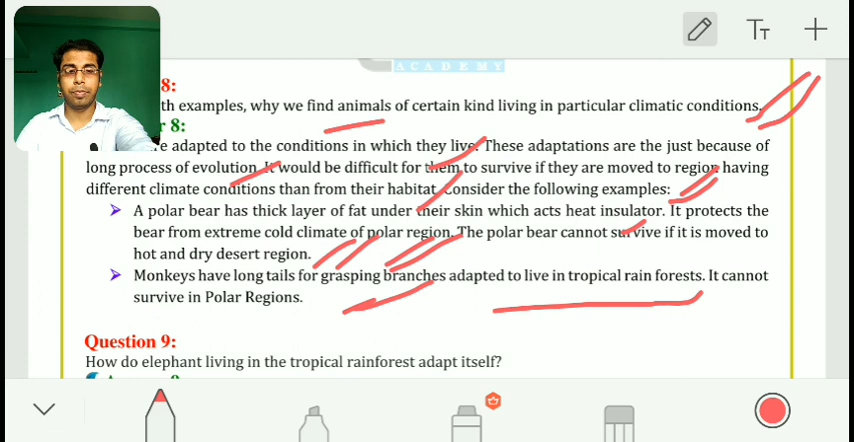 Tт
ACADEMY
8:
th examples, why we find animals of certain kind living in particular climatic conditions.
r 8:
e adapted to the conditions in which they live. These adaptations are the just because of
long process of evolution. It would be difficult for them to survive if they are moved to region having
different climate conditions than from their habitat. Consider the following examples:
➤ A polar bear has thick layer of fat under their skin which acts heat insulator. It protects the
bear from extreme cold climate of polar region. The polar bear cannot survive if it is moved to
hot and dry desert region.
➤ Monkeys have long tails for grasping branches adapted to live in tropical rain forests. It cannot
survive in Polar Regions.
Question 9:
How do elephant living in the tropical rainforest adapt itself?